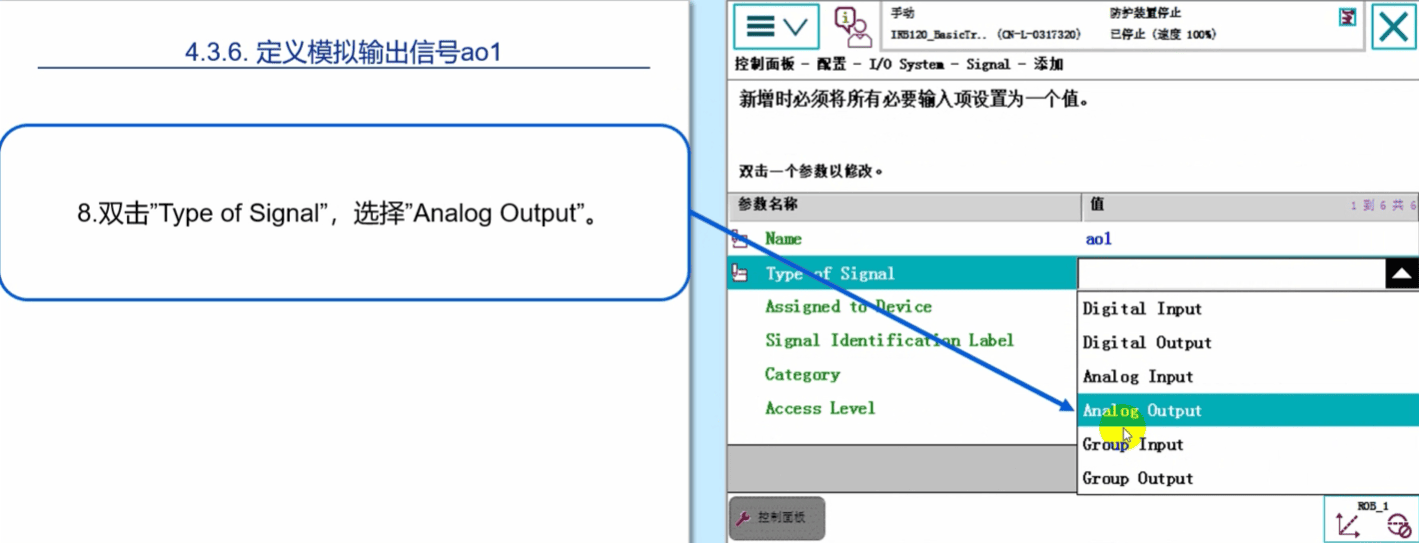 4.3.6. 定义模拟输出信号ao1
8.双击”Type of Signal”，选择”Analog Output”。
手动
防护装置停止
IRB120_BasicTr.. (CN-L-0317320)
已停止 (速度 100%)
控制面板 - 配置 - I/O System - Signal - 添加
新增时必须将所有必要输入项设置为一个值。
双击一个参数以修改。
参数名称 值 1 到 6 共 6
Name ao1
Type of Signal
Assigned to Device
Signal Identification Label
Category
Access Level
Digital Input
Digital Output
Analog Input
Analog Output
Group Input
Group Output
控制面板
ROB_1